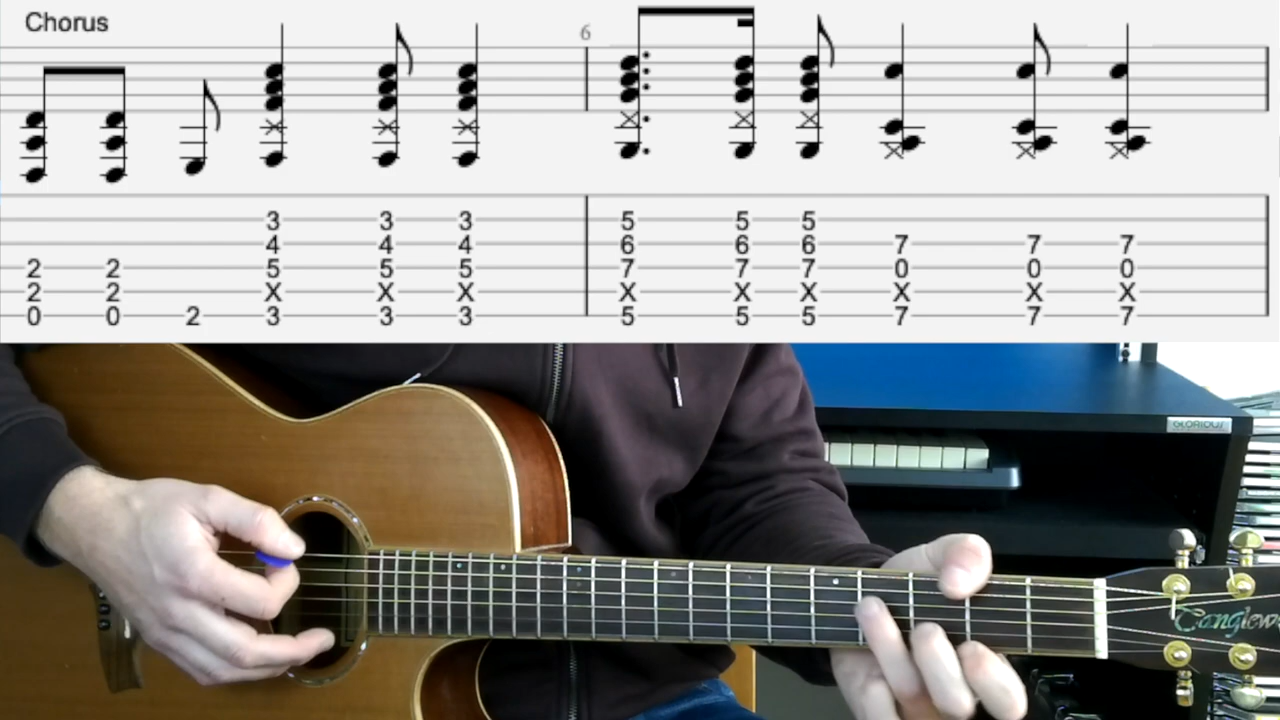 Chorus
6
3 3 3 5 5 5
4 4 4 6 6 6 7 7 7
2 2 5 5 5 7 7 7 0 0 0
2 2 X X X X X X X X X
0 0 2 3 3 3 5 5 5 7 7 7
GLORIOUS